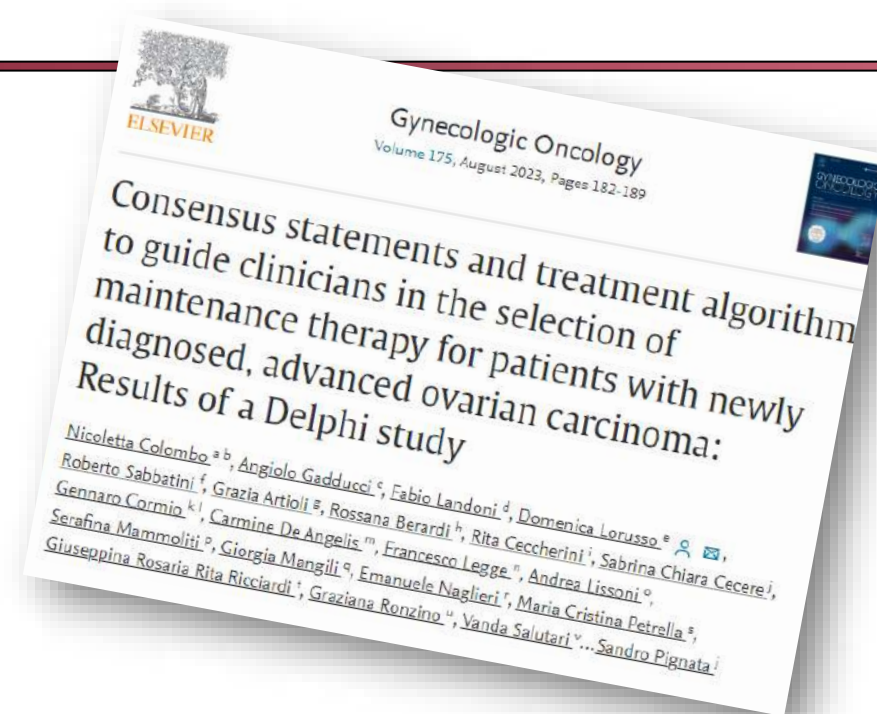 ELSEVIER
Gynecologic Oncology
Volume 175, August 2023, Pages 182-189
GYNECOLOGIC
ONCOLOGY
Consensus statements and treatment algorithm
to guide clinicians in the selection of
maintenance therapy for patients with newly
diagnosed, advanced ovarian carcinoma:
Results of a Delphi study
Nicoletta Colombo a b, Angiolo Gadducci c, Fabio Landoni d, Domenica Lorusso e,
Roberto Sabbatini f, Grazia Artioli g, Rossana Berardi h, Rita Ceccherini i, Sabrina Chiara Cecere j,
Gennaro Cormio k l, Carmine De Angelis m, Francesco Legge n, Andrea Lissoni o,
Serafina Mammoliti p, Giorgia Mangili q, Emanuele Naglieri r, Maria Cristina Petrella s,
Giuseppina Rosaria Rita Ricciardi t, Graziana Ronzino u, Vanda Salutari v...Sandro Pignata j